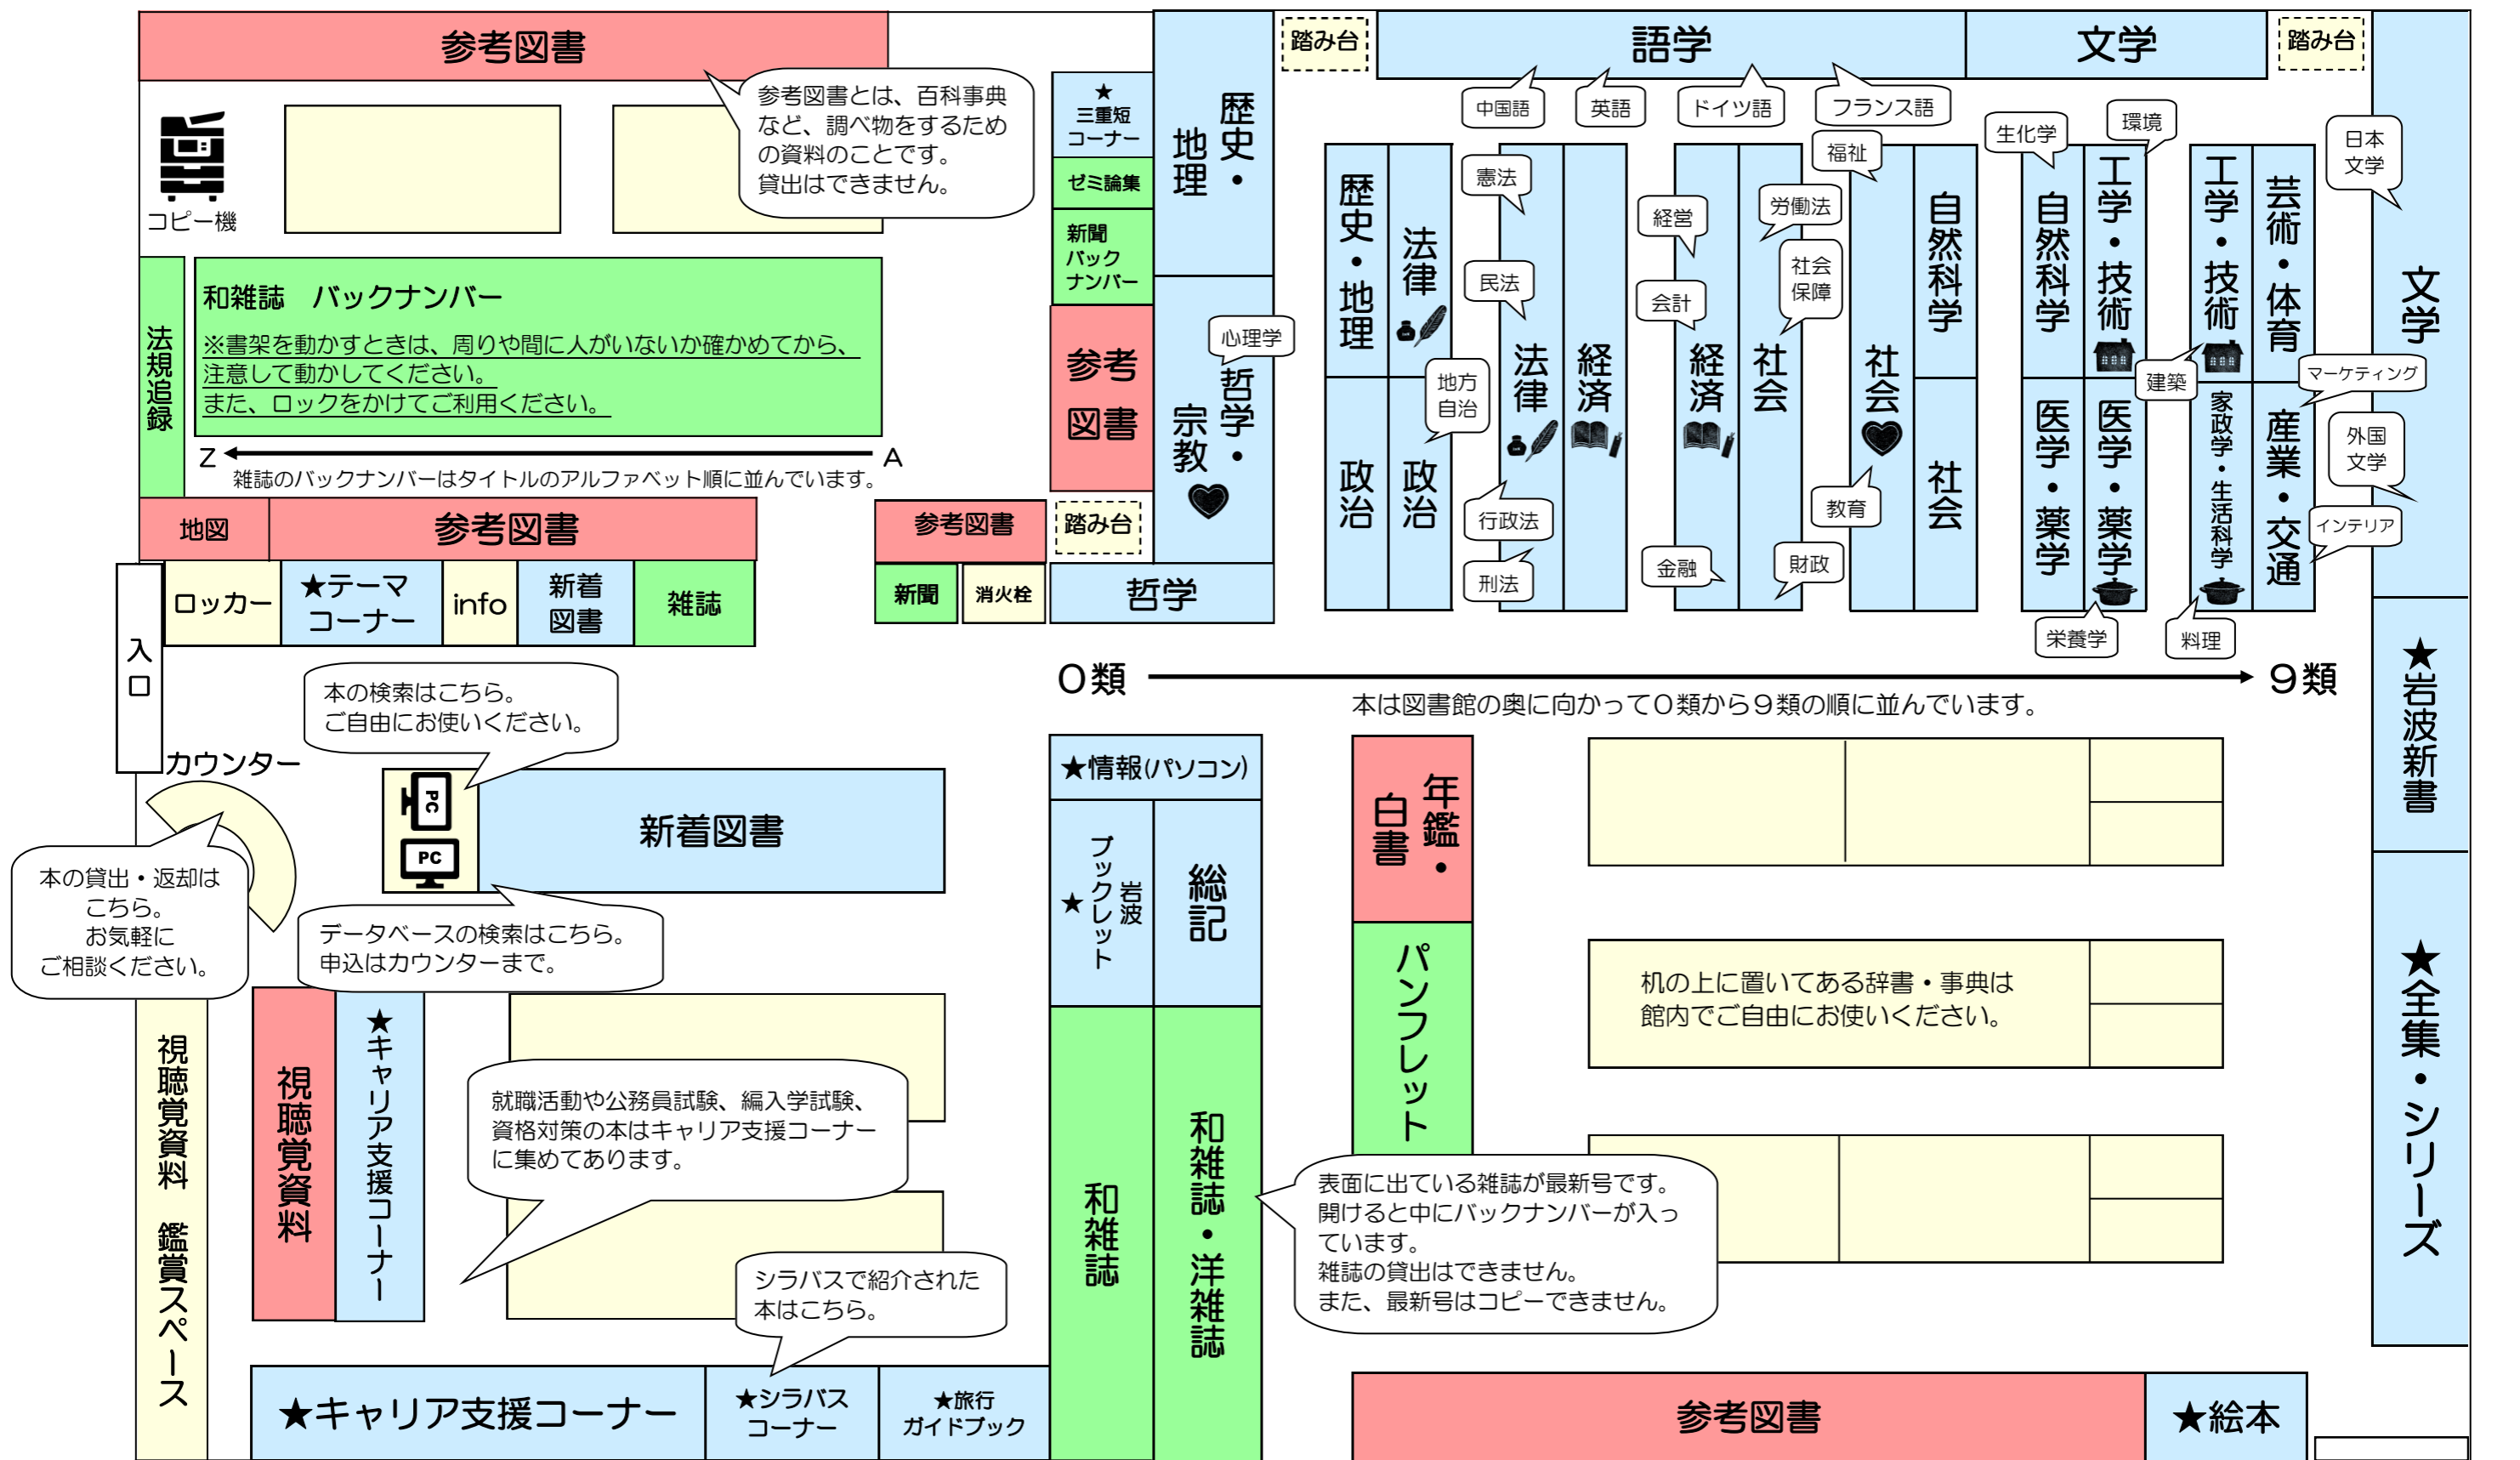 参考図書
参考図書とは、百科事典
など、調べ物をするため
の資料のことです。
貸出はできません。
コピー機
★
三重短
コーナー
ゼミ論集
新聞
バック
ナンバー
参考
図書
歴史・
地理
心理学
哲学・
宗教
踏み台
語学
文学
踏み台
中国語
英語
ドイツ語
フランス語
法規追録
和雑誌　バックナンバー
※書架を動かすときは、周りや間に人がいないか確かめてから、
注意して動かしてください。
また、ロックをかけてご利用ください。
Z
A
雑誌のバックナンバーはタイトルのアルファベット順に並んでいます。
地図
参考図書
参考図書
踏み台
ロッカー
★テーマ
コーナー
info
新着
図書
雑誌
新聞
消火栓
哲学
歴史・地理
法律
政治
政治
地方
自治
憲法
民法
行政法
刑法
法律
経済
経営
会計
金融
経済
社会
労働法
社会
保障
財政
福祉
教育
社会
自然科学
社会
生化学
環境
自然科学
工学・技術
医学・薬学
医学・薬学
栄養学
建築
工学・技術
芸術・体育
家政学・生活科学
産業・交通
料理
マーケティング
インテリア
日本
文学
文学
外国
文学
入口
０類
９類
本は図書館の奥に向かって０類から９類の順に並んでいます。
★岩波新書
★全集・シリーズ
カウンター
本の検索はこちら。
ご自由にお使いください。
PC
PC
新着図書
本の貸出・返却は
こちら。
お気軽に
ご相談ください。
データベースの検索はこちら。
申込はカウンターまで。
視聴覚資料　鑑賞スペース
視聴覚資料
★キャリア支援コーナー
就職活動や公務員試験、編入学試験、
資格対策の本はキャリア支援コーナー
に集めてあります。
シラバスで紹介された
本はこちら。
★キャリア支援コーナー
★シラバス
コーナー
★旅行
ガイドブック
★情報(パソコン)
岩波
★ブックレット
総記
和雑誌
和雑誌・洋雑誌
年鑑・
白書
パンフレット
机の上に置いてある辞書・事典は
館内でご自由にお使いください。
表面に出ている雑誌が最新号です。
開けると中にバックナンバーが入っ
ています。
雑誌の貸出はできません。
また、最新号はコピーできません。
参考図書
★絵本